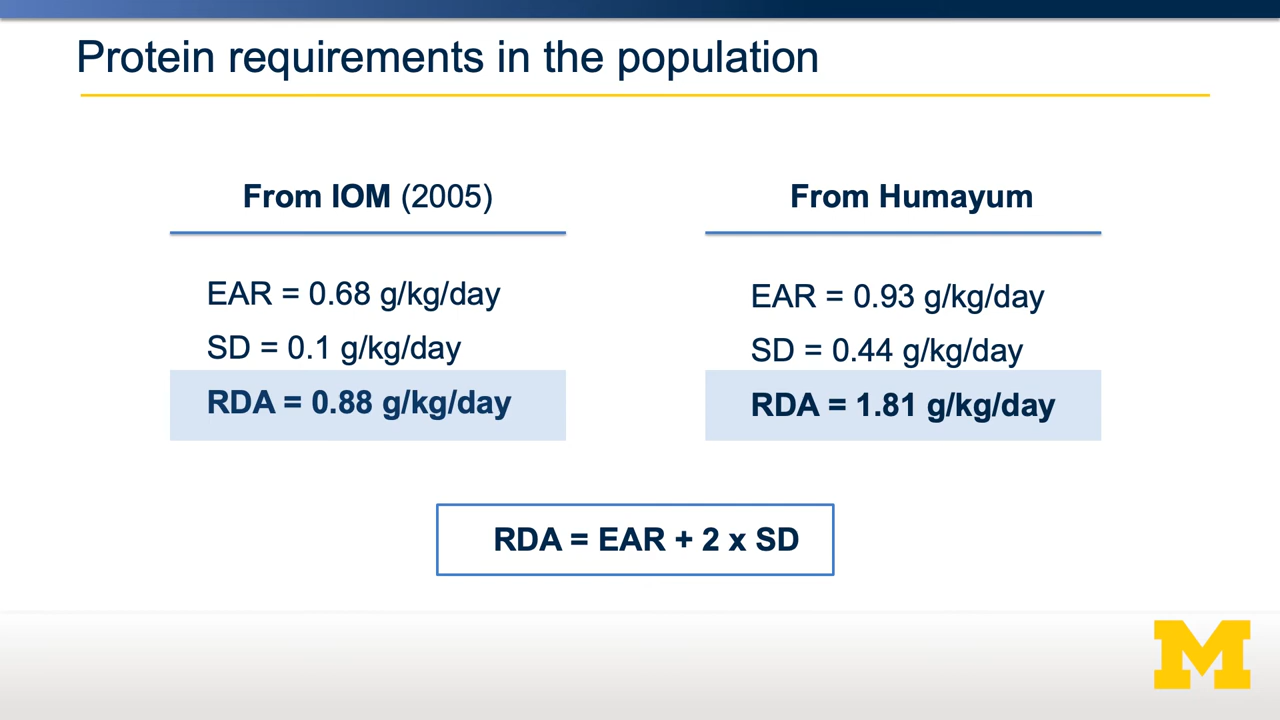 Protein requirements in the population
From IOM (2005)
EAR = 0.68 g/kg/day
SD = 0.1 g/kg/day
RDA = 0.88 g/kg/day
From Humayum
EAR = 0.93 g/kg/day
SD = 0.44 g/kg/day
RDA = 1.81 g/kg/day
RDA = EAR + 2 x SD
M